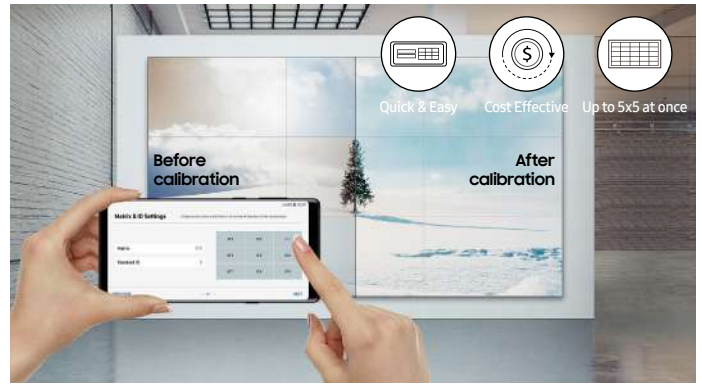 Quick & Easy
Cost Effective
Up to 5x5 at once
Before
calibration
After
calibration
Matrix & ID Settings
Matrix
Standard ID
NEXT